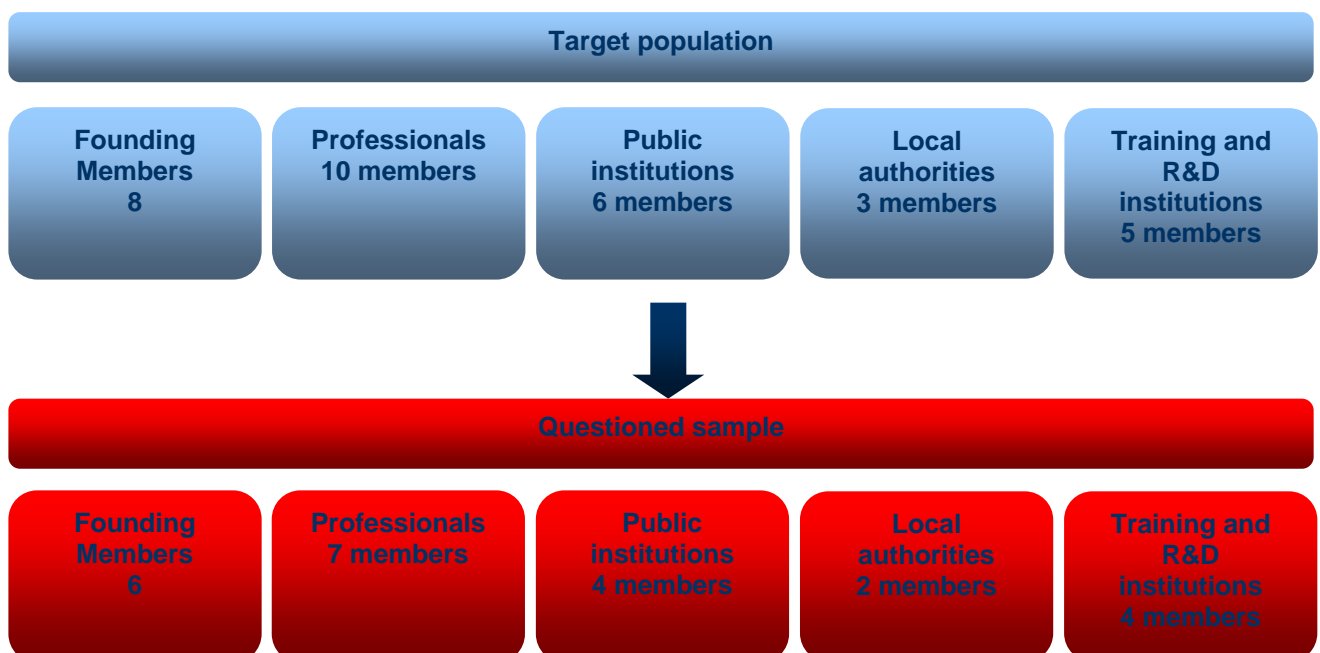 Target population
Founding
Members
8
Professionals
10 members
Public
institutions
6 members
Local
authorities
3 members
Training and
R&D
institutions
5 members
Questioned sample
Founding
Members
6
Professionals
7 members
Public
institutions
4 members
Local
authorities
2 members
Training and
R&D
institutions
4 members